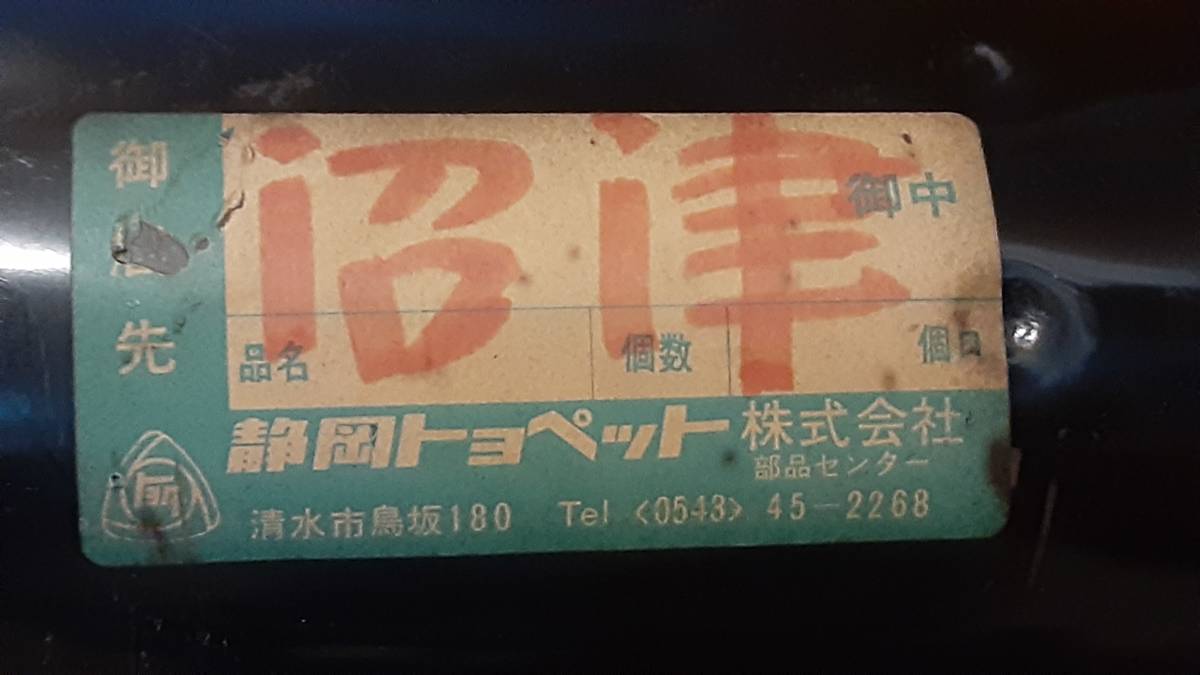 御
先
沼津
御中
品名 個数 個口
静岡トヨペット株式会社
部品センター
清水市鳥坂180 Tel <0543> 45-2268